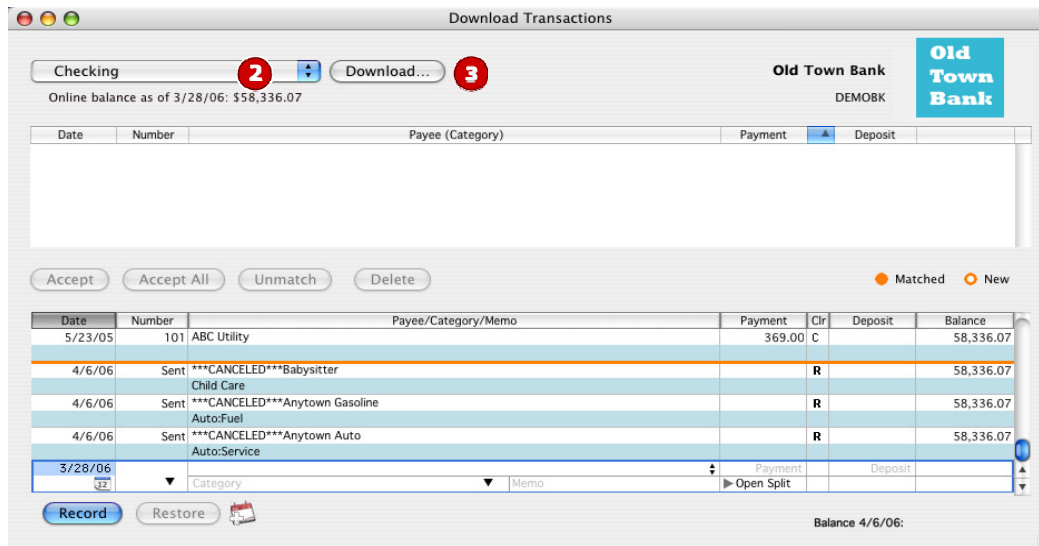 Download Transactions
Checking
2
Download...
3
Old Town Bank
Old
Town
Bank
Online balance as of 3/28/06: $58,336.07
DEMOBK
Date Number Payee (Category) Payment Deposit
Accept Accept All Unmatch Delete Matched New
Date Number Payee/Category/Memo Payment Clr Deposit Balance
5/23/05 101 ABC Utility 369.00 C 58,336.07
4/6/06 Sent ***CANCELED***Babysitter R 58,336.07
Child Care
4/6/06 Sent ***CANCELED***Anytown Gasoline R 58,336.07
Auto:Fuel
4/6/06 Sent ***CANCELED***Anytown Auto R 58,336.07
Auto:Service
3/28/06 Payment Deposit
12 Category Memo Open Split
Record Restore
Balance 4/6/06: